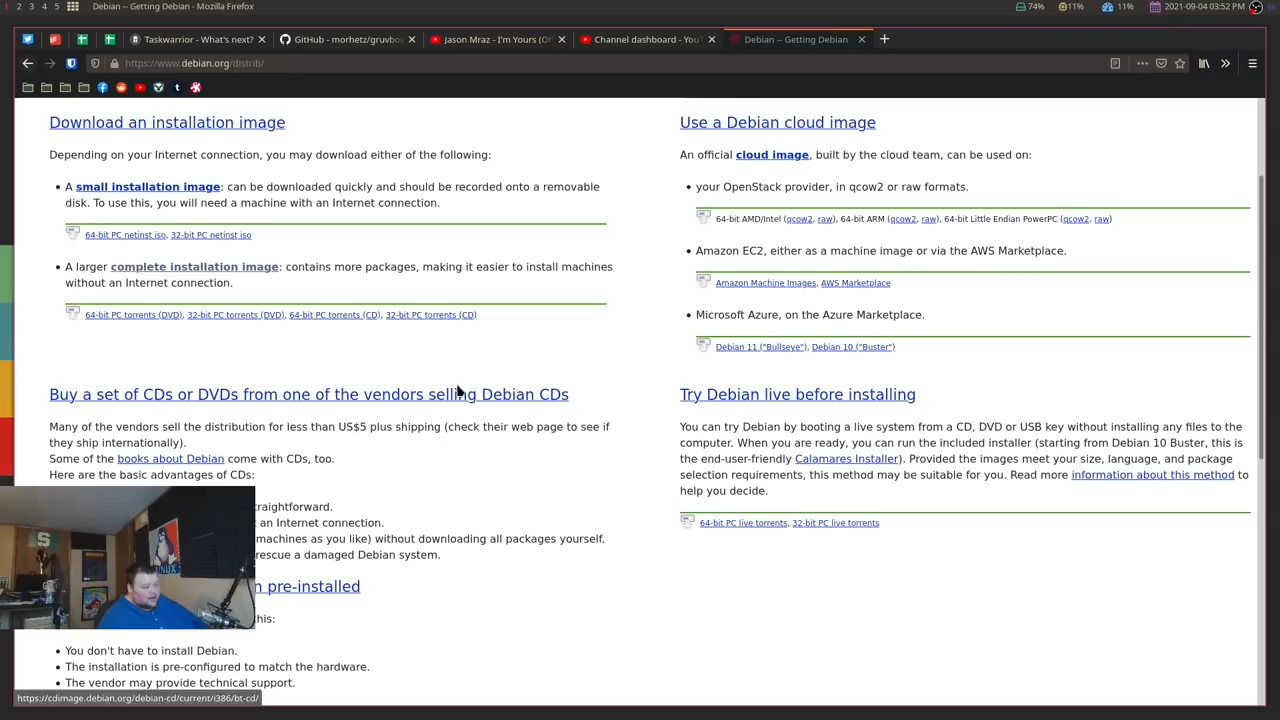 1 2 3 4 5 Debian -- Getting Debian - Mozilla Firefox 74% 11% 11% 2021-09-04 03:52 PM
Taskwarrior - What's next? GitHub - morhetz/gruvbo Jason Mraz - I'm Yours (Of Channel dashboard - You Debian -- Getting Debian
https://www.debian.org/distrib/
Download an installation image
Depending on your Internet connection, you may download either of the following:
• A small installation image: can be downloaded quickly and should be recorded onto a removable
disk. To use this, you will need a machine with an Internet connection.
64-bit PC netinst iso, 32-bit PC netinst iso
• A larger complete installation image: contains more packages, making it easier to install machines
without an Internet connection.
64-bit PC torrents (DVD), 32-bit PC torrents (DVD), 64-bit PC torrents (CD), 32-bit PC torrents (CD)
Use a Debian cloud image
An official cloud image, built by the cloud team, can be used on:
• your OpenStack provider, in qcow2 or raw formats.
64-bit AMD/Intel (qcow2, raw), 64-bit ARM (qcow2, raw), 64-bit Little Endian PowerPC (qcow2, raw)
• Amazon EC2, either as a machine image or via the AWS Marketplace.
Amazon Machine Images, AWS Marketplace
• Microsoft Azure, on the Azure Marketplace.
Debian 11 ("Bullseye"), Debian 10 ("Buster")
Buy a set of CDs or DVDs from one of the vendors selling Debian CDs
Many of the vendors sell the distribution for less than US$5 plus shipping (check their web page to see if
they ship internationally).
Some of the books about Debian come with CDs, too.
Here are the basic advantages of CDs:
traightforward.
an Internet connection.
machines as you like) without downloading all packages yourself.
rescue a damaged Debian system.
n pre-installed
his:
• You don't have to install Debian.
• The installation is pre-configured to match the hardware.
• The vendor may provide technical support.
Try Debian live before installing
You can try Debian by booting a live system from a CD, DVD or USB key without installing any files to the
computer. When you are ready, you can run the included installer (starting from Debian 10 Buster, this is
the end-user-friendly Calamares Installer). Provided the images meet your size, language, and package
selection requirements, this method may be suitable for you. Read more information about this method to
help you decide.
64-bit PC live torrents, 32-bit PC live torrents
S
LINUX
https://cdimage.debian.org/debian-cd/current/i386/bt-cd/